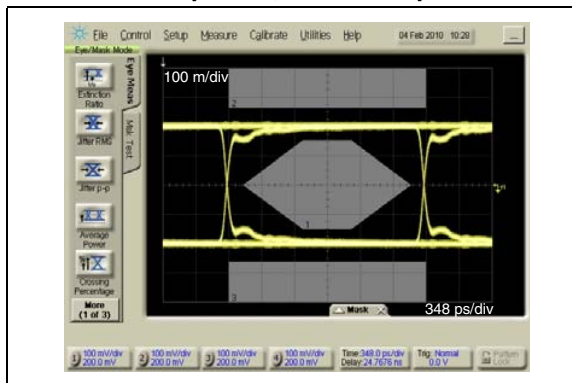 File Control Setup Measure Calibrate Utilities Help 04 Feb 2010 10:28
Eye/Mask Mode
Eye Meas
Mask Test
Extinction
Ratio
Jitter RMS
Jitter p-p
Average
Power
Crossing
Percentage
More
(1 of 3)
100 m/div
2
1
3
Mask
348 ps/div
1) 100 mV/div
200.0 mV
2) 100 mV/div
200.0 mV
3) 100 mV/div
200.0 mV
4) 100 mV/div
200.0 mV
Time:348.0 ps/div
Delay:24.7676 ns
Trig: Normal
0.0 V
Pattern
Lock